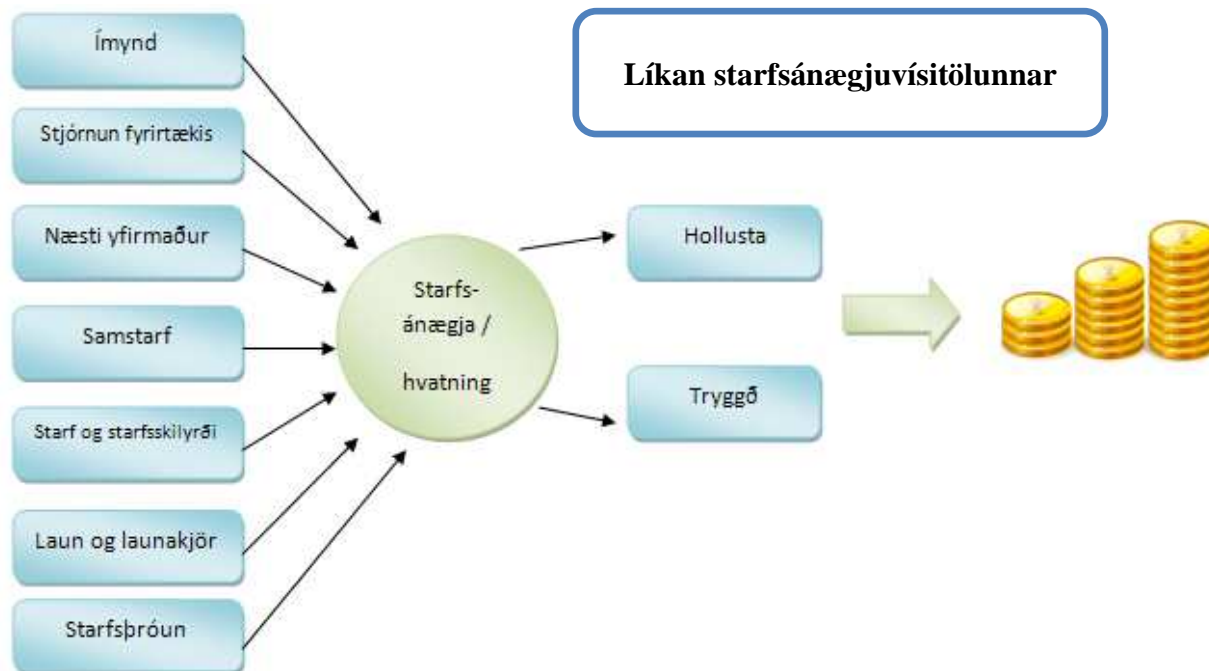 Ímynd
Líkan starfsánægjuvísitölunnar
Stjórnun fyrirtækis
Næsti yfirmaður
Samstarf
Starf og starfsskilyrði
Laun og launakjör
Starfsþróun
Starfs-
ánægja /
hvatning
Hollusta
Tryggð